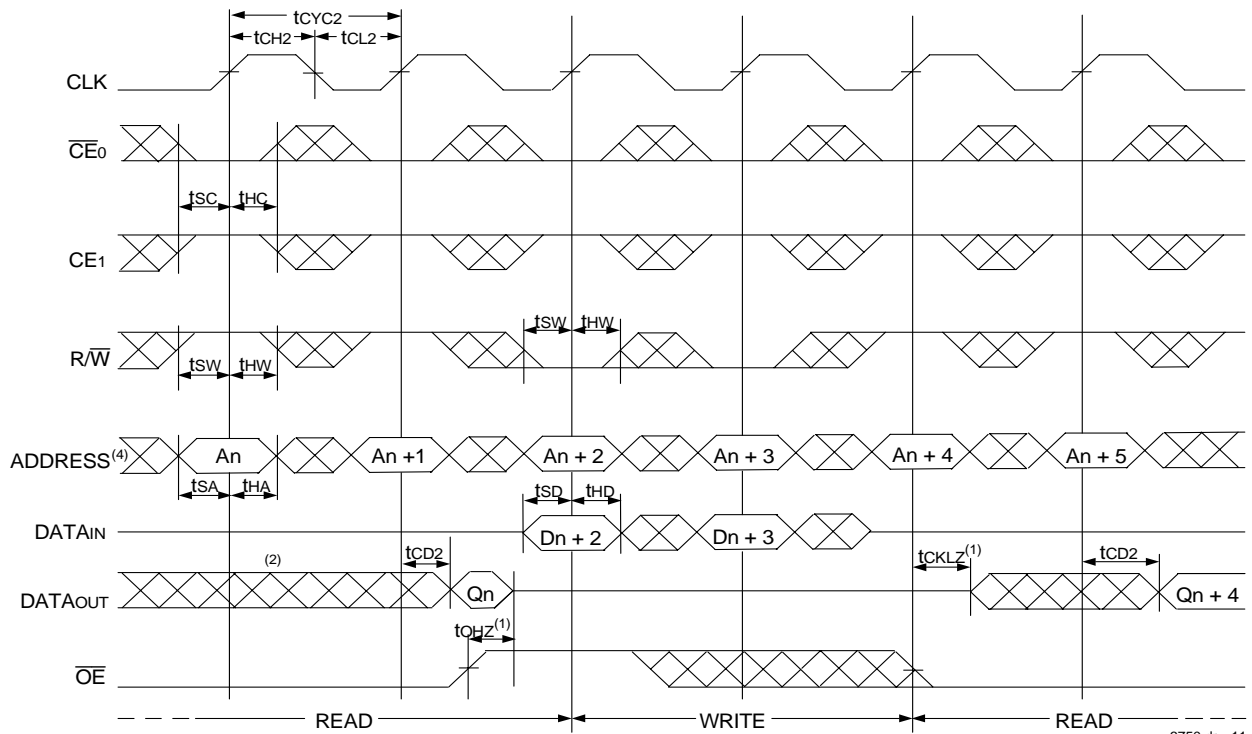 tCYC2
tCH2 tCL2
CLK
CE0
tSC tHC
CE1
tSW tHW
R/W
tSW tHW
ADDRESS(4) An An +1 An + 2 An + 3 An + 4 An + 5
tSA tHA tSD tHD
DATAIN Dn + 2 Dn + 3
(2) tCD2 tCKLZ(1) tCD2
DATAOUT Qn Qn + 4
tOHZ(1)
OE
READ WRITE READ